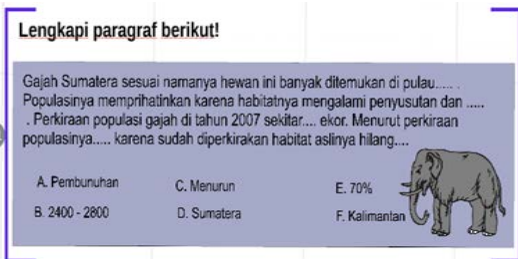 Lengkapi paragraf berikut!
Gajah Sumatera sesuai namanya hewan ini banyak ditemukan di pulau..... .
Populasinya memprihatinkan karena habitatnya mengalami penyusutan dan .....
. Perkiraan populasi gajah di tahun 2007 sekitar.... ekor. Menurut perkiraan
populasinya..... karena sudah diperkirakan habitat aslinya hilang....
A. Pembunuhan C. Menurun E. 70%
B. 2400 - 2800 D. Sumatera F. Kalimantan